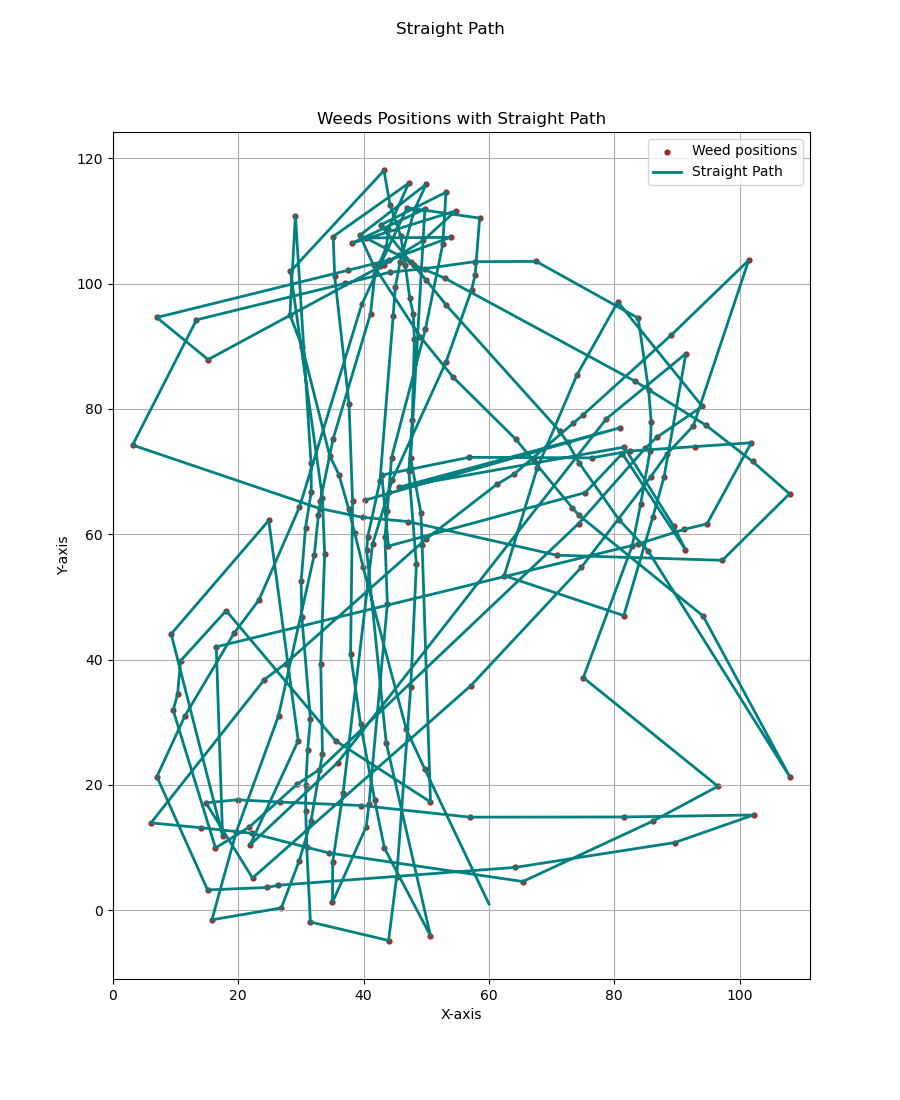 Straight Path
Weeds Positions with Straight Path
Weed positions
Straight Path
120
100
80
60
40
20
0
Y-axis
0 20 40 60 80 100
X-axis